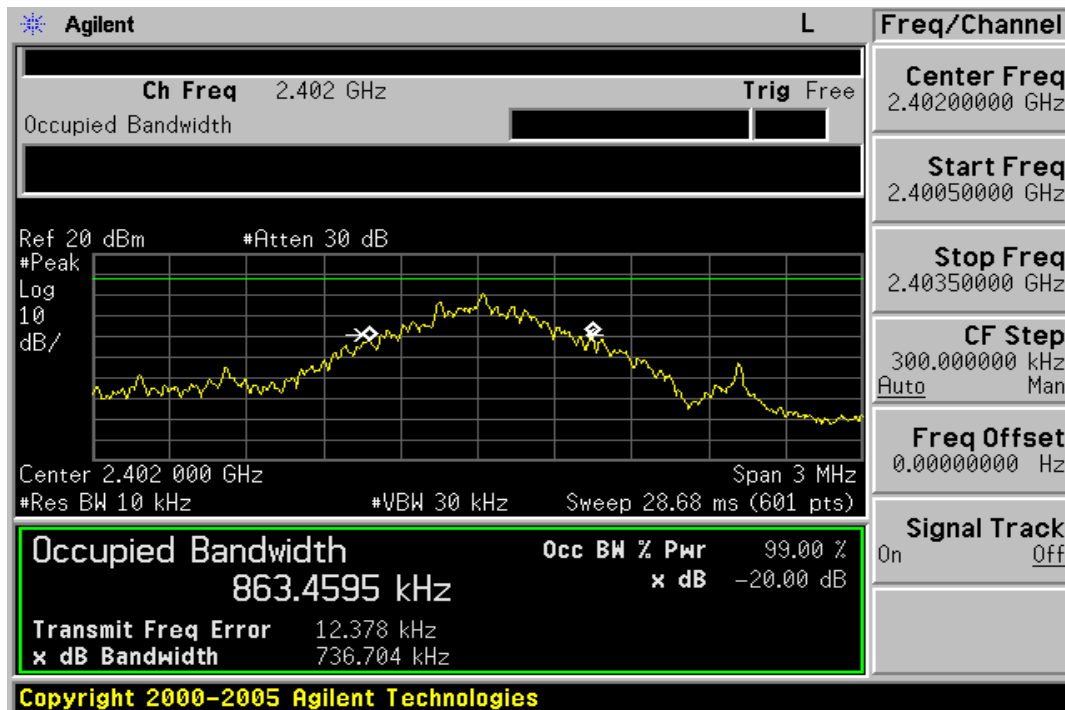 Agilent
L
Freq/Channel
Ch Freq 2.402 GHz
Trig Free
Occupied Bandwidth
Center Freq
2.40200000 GHz
Start Freq
2.40050000 GHz
Stop Freq
2.40350000 GHz
CF Step
300.000000 kHz
Auto Man
Freq Offset
0.00000000 Hz
Signal Track
On Off
Ref 20 dBm
#Atten 30 dB
#Peak
Log
10
dB/
Center 2.402 000 GHz
Span 3 MHz
#Res BW 10 kHz
#VBW 30 kHz
Sweep 28.68 ms (601 pts)
Occupied Bandwidth
863.4595 kHz
Occ BW % Pwr 99.00 %
x dB -20.00 dB
Transmit Freq Error 12.378 kHz
x dB Bandwidth 736.704 kHz
Copyright 2000-2005 Agilent Technologies